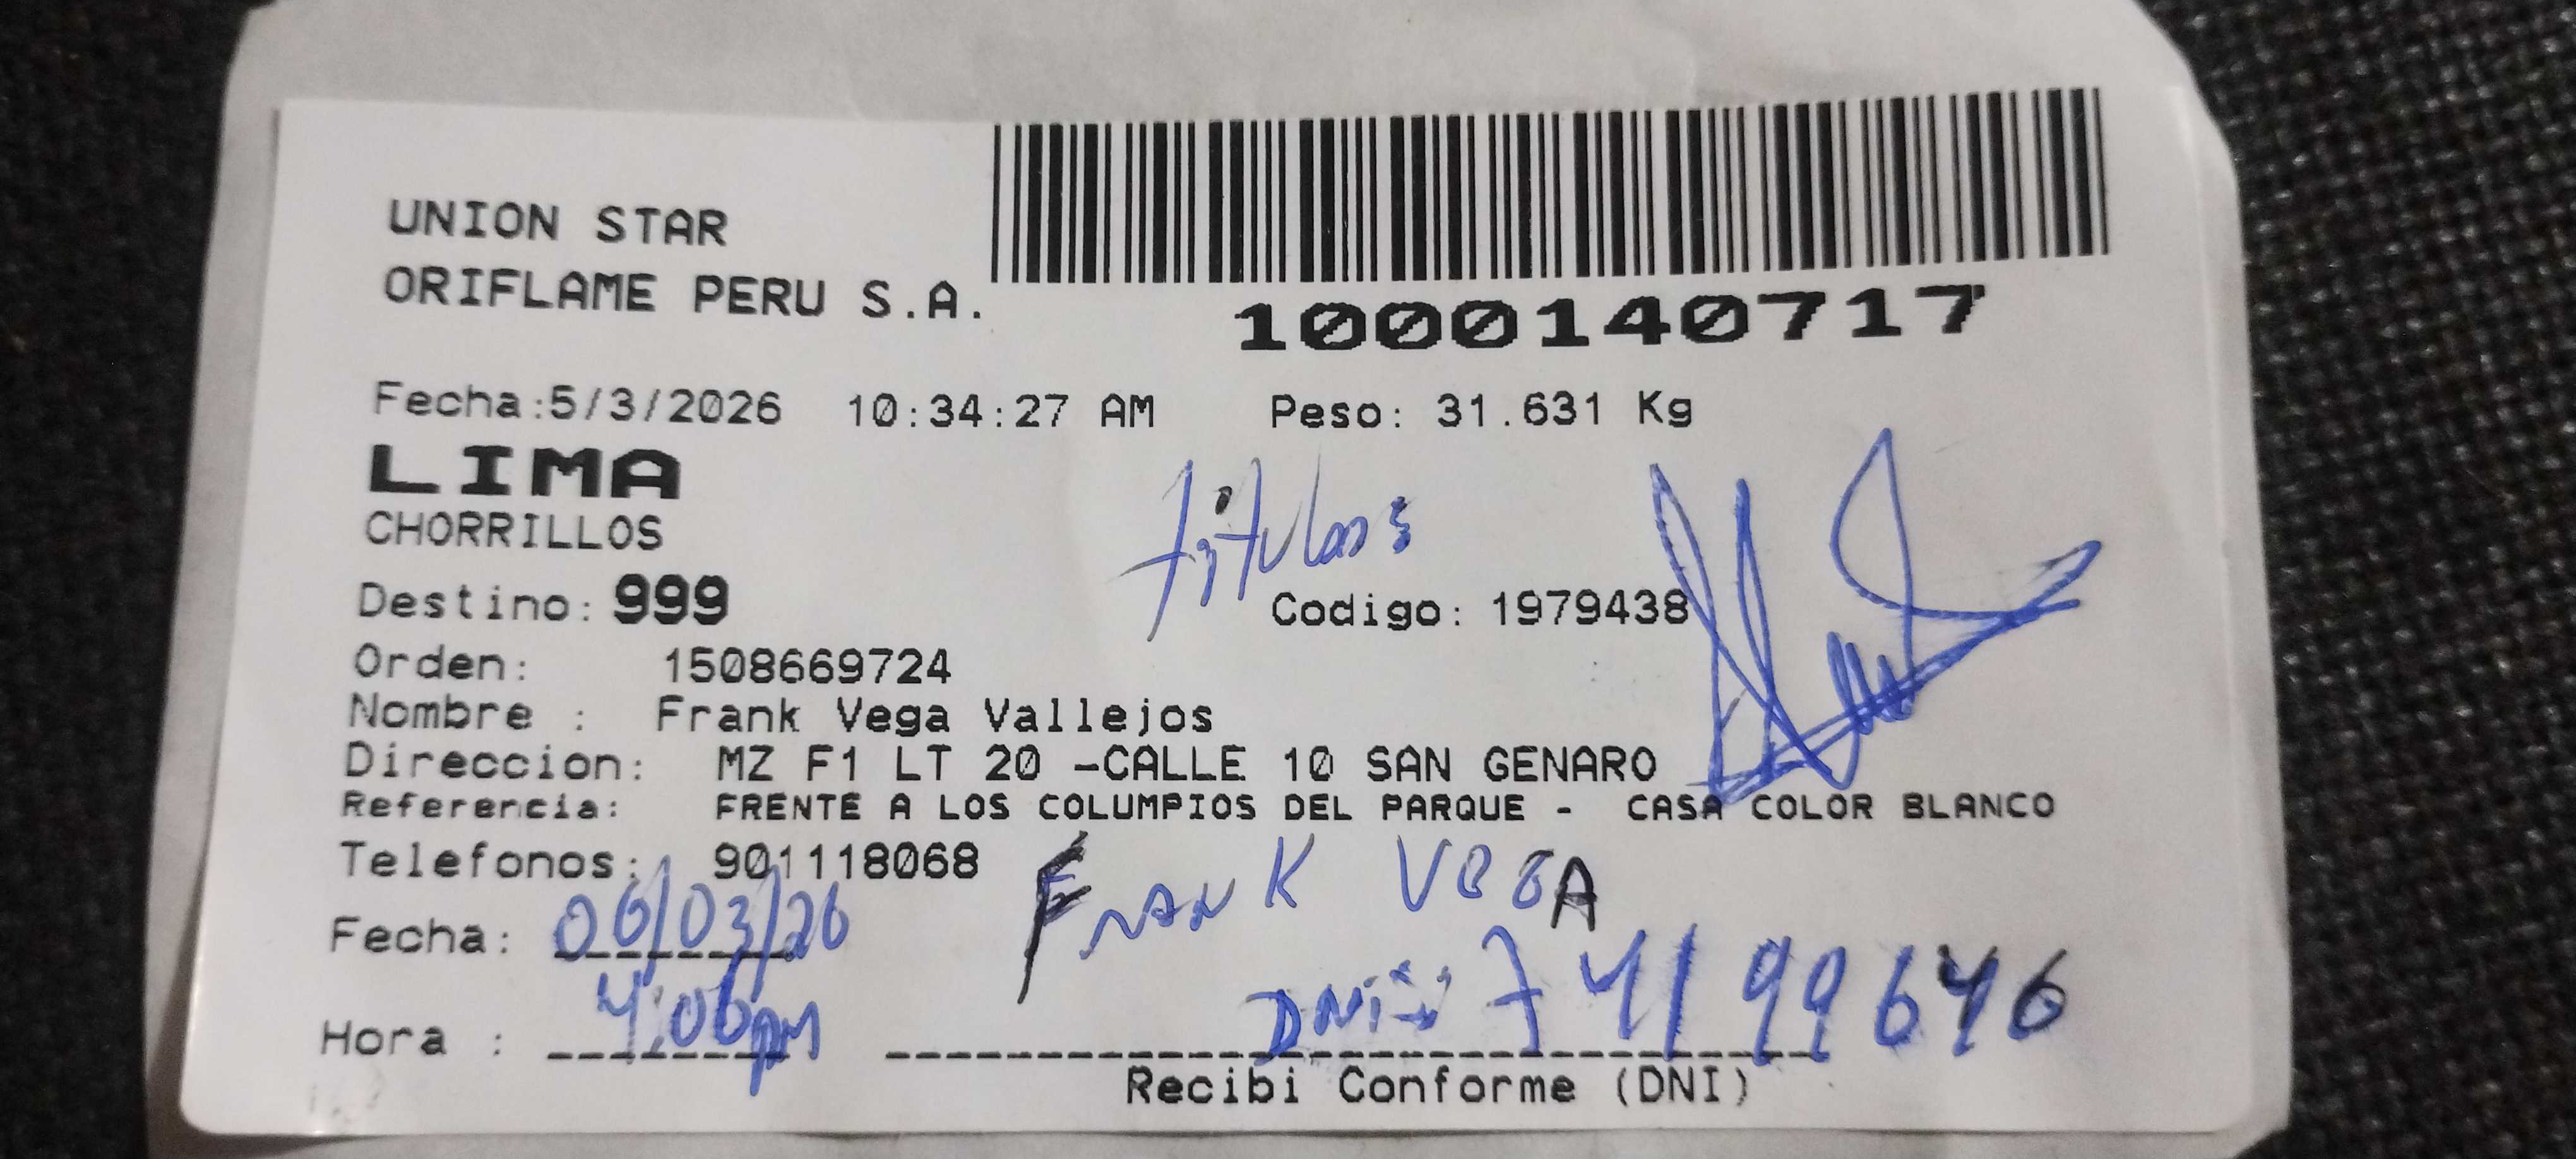 UNION STAR
ORIFLAME PERU S.A.
1000140717
Fecha:5/3/2026 10:34:27 AM Peso: 31.631 Kg
LIMA
CHORRILLOS
titular
Destino: 999 Codigo: 1979438
Orden: 1508669724
Nombre : Frank Vega Vallejos
Direccion: MZ F1 LT 20 -CALLE 10 SAN GENARO
Referencia: FRENTE A LOS COLUMPIOS DEL PARQUE - CASA COLOR BLANCO
Telefonos: 901118068
FRANK VEGA
Fecha: 06/03/26
DNI: 74199646
Hora : 4:06pm
Recibi Conforme (DNI)